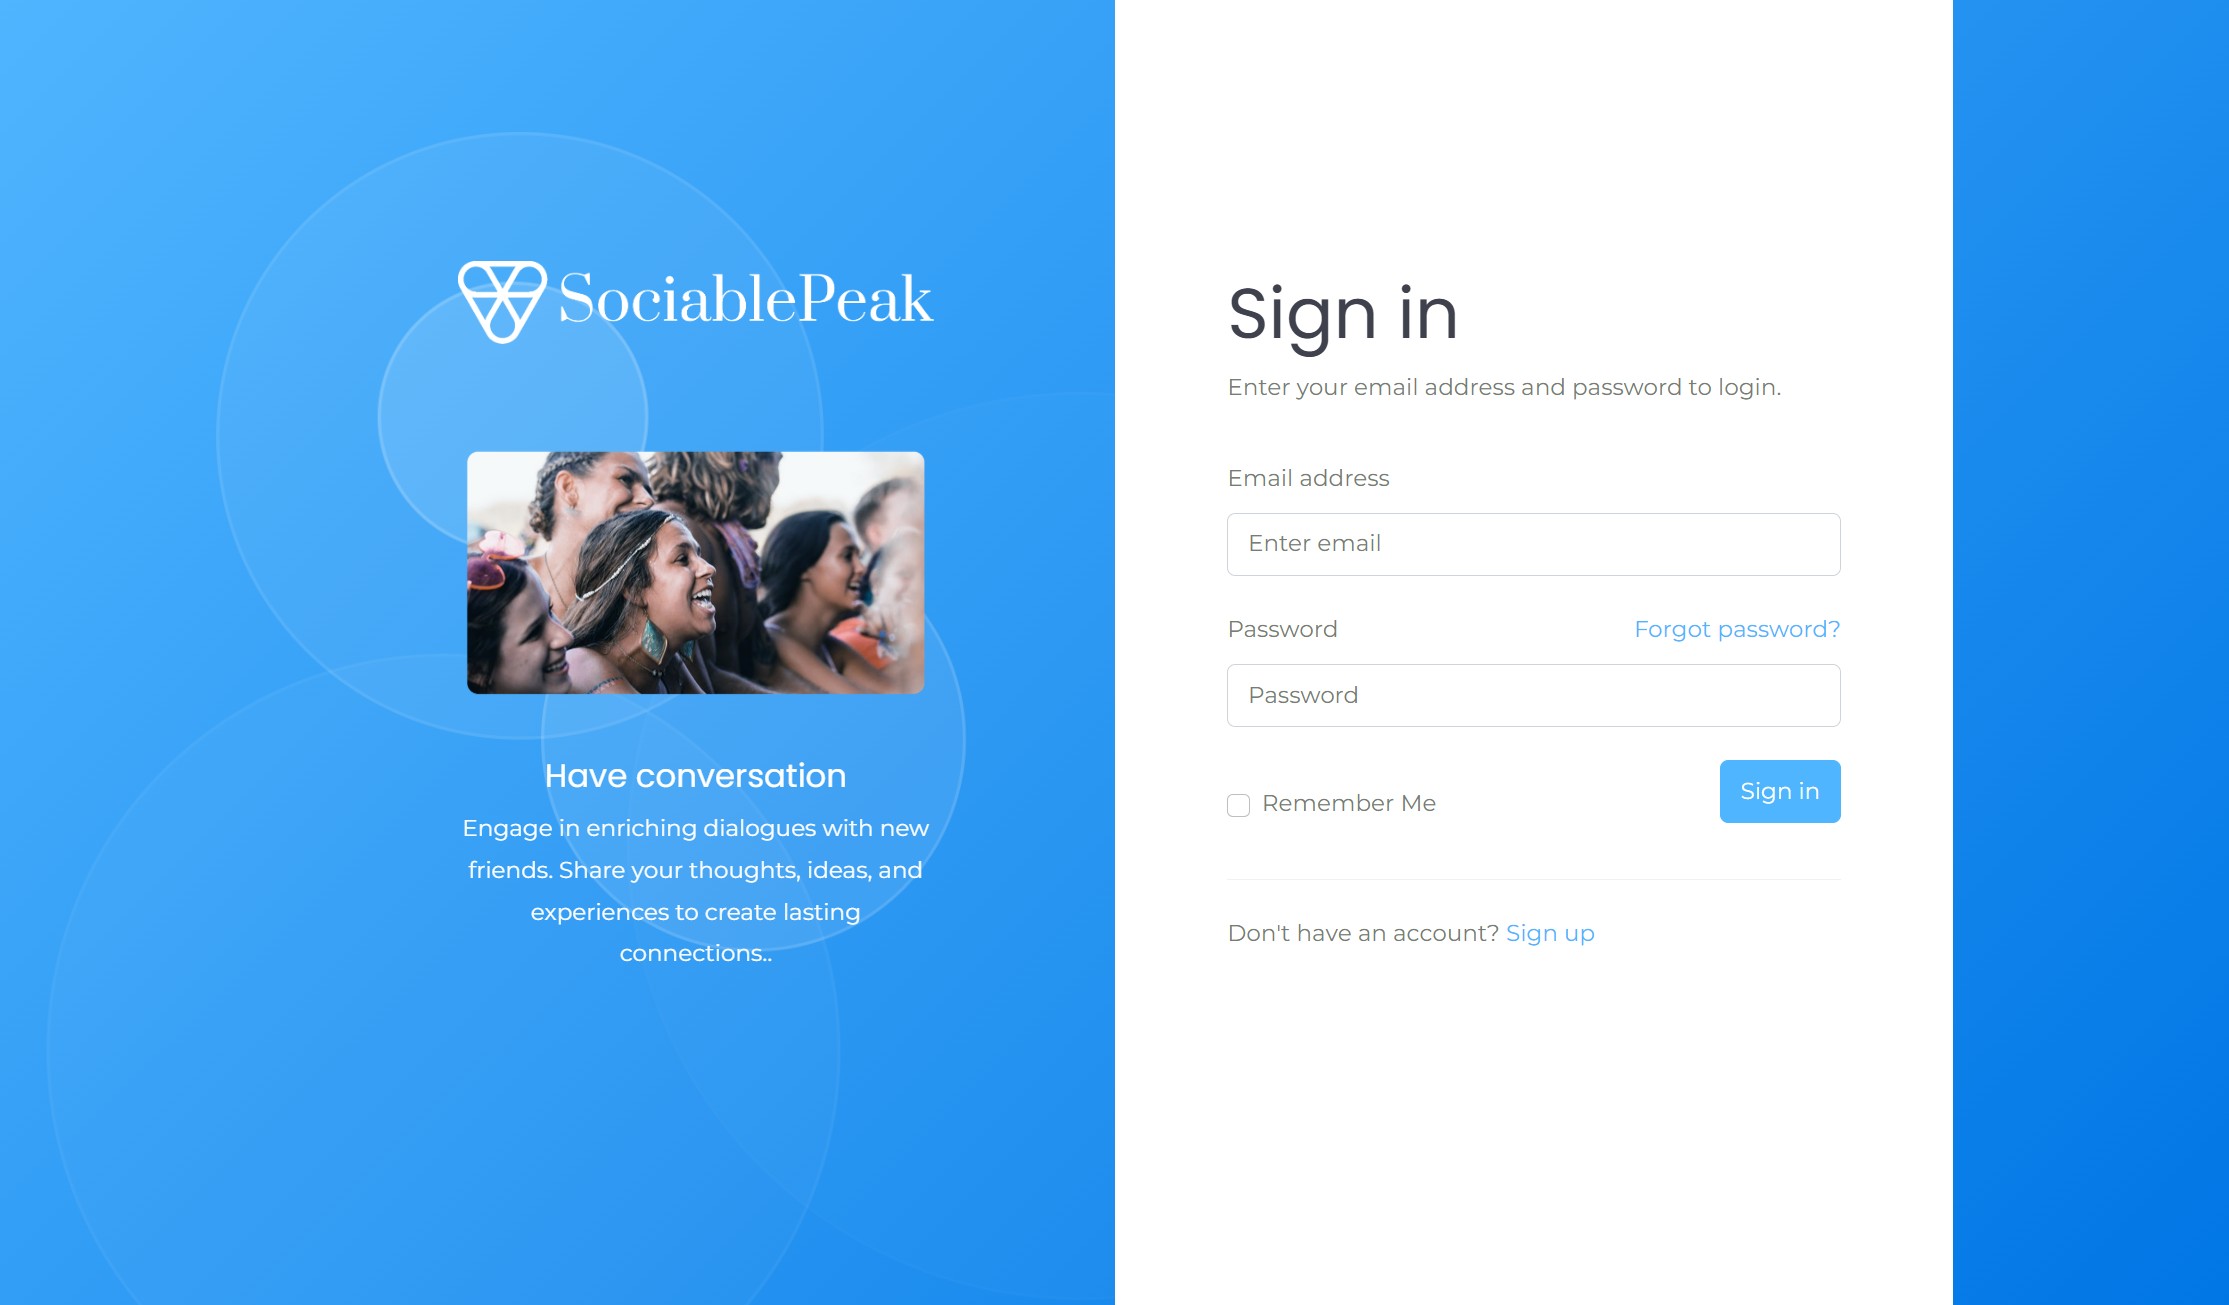 SociablePeak
Have conversation
Engage in enriching dialogues with new
friends. Share your thoughts, ideas, and
experiences to create lasting
connections..
Sign in
Enter your email address and password to login.
Email address
Enter email
Password
Forgot password?
Password
Remember Me
Sign in
Don't have an account? Sign up